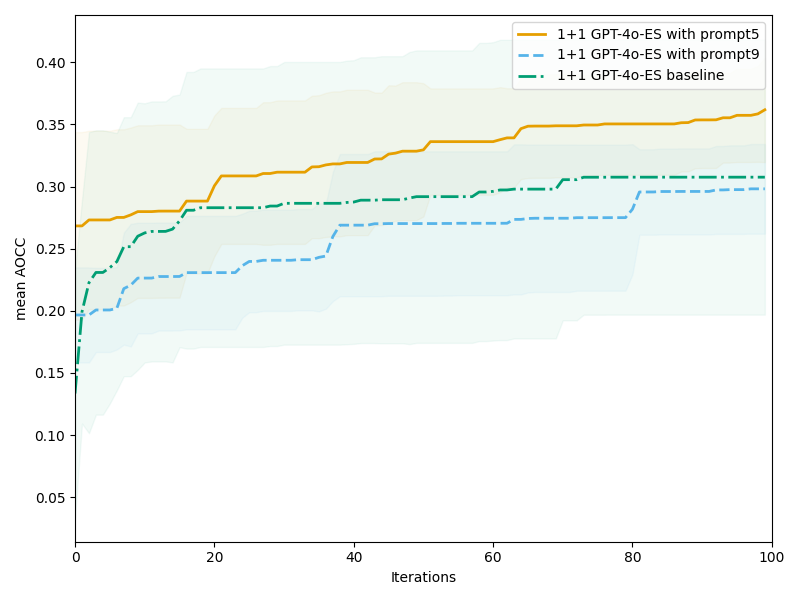 1+1 GPT-4o-ES with prompt5
1+1 GPT-4o-ES with prompt9
1+1 GPT-4o-ES baseline
0.40
0.35
0.30
0.25
0.20
0.15
0.10
0.05
mean AOCC
0 20 40 60 80 100
Iterations